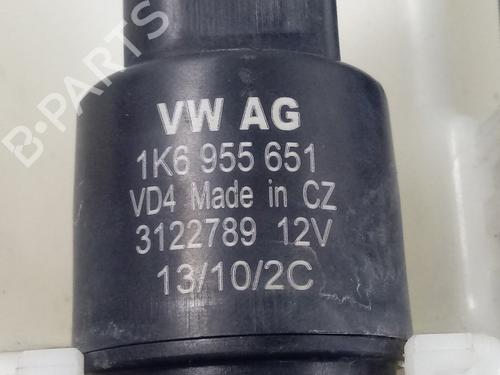 B-PARTS
VW AG
1K6 955 651
VD4 Made in CZ
3122789 12V
13/10/2C